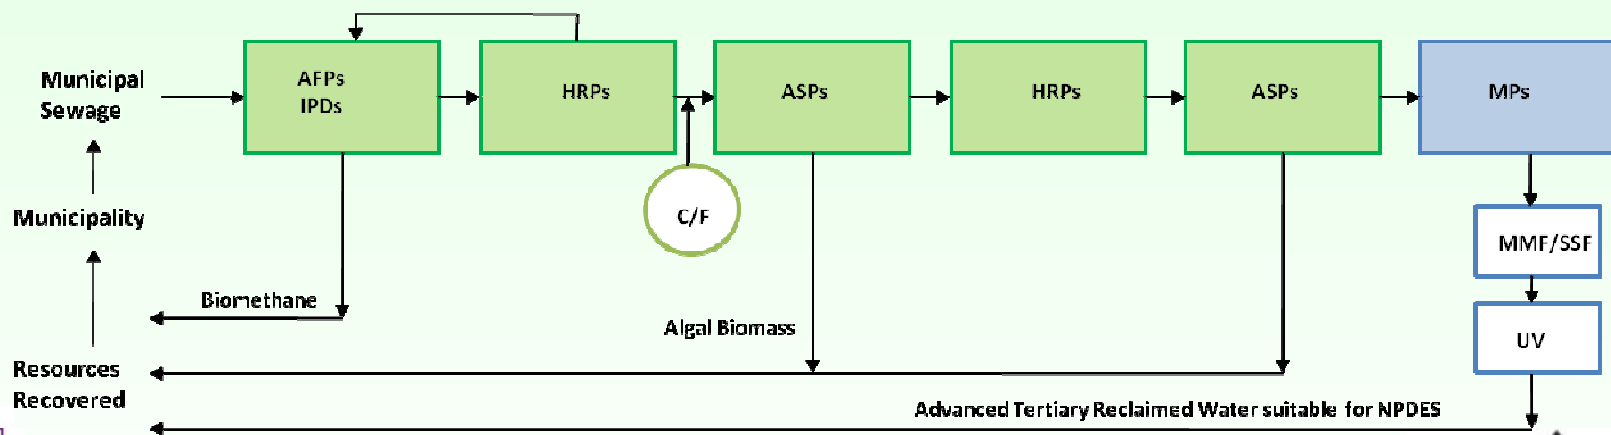 Municipal
Sewage
AFPs
IPDs
HRPs
ASPs
HRPs
ASPs
MPs
C/F
Municipality
MMF/SSF
Biomethane
Algal Biomass
UV
Resources
Recovered
Advanced Tertiary Reclaimed Water suitable for NPDES